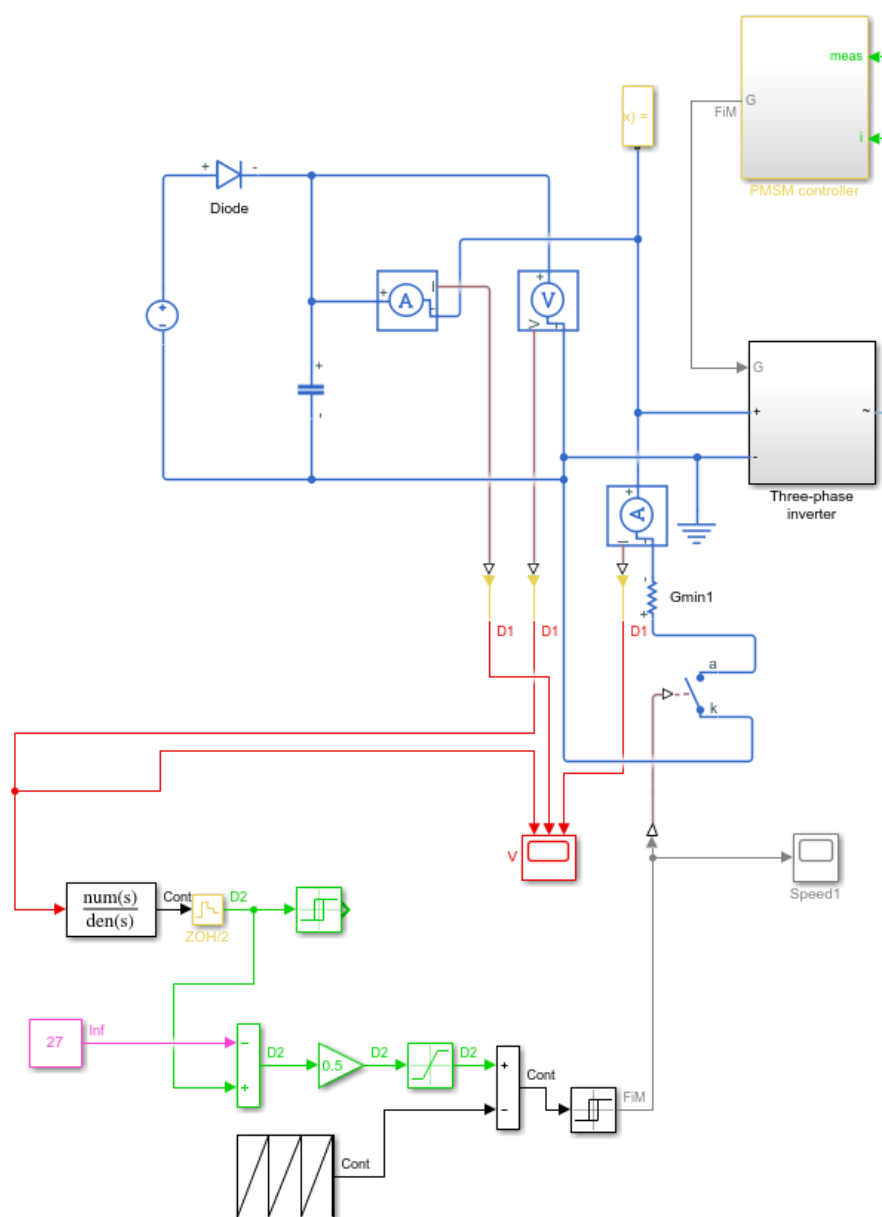 meas
G
FiM
i
x) =
PMSM controller
+
-
Diode
+
A
I
+
V
V
+
-
+
-
G
+
~
-
Three-phase
inverter
+
A
I
-
Gmin1
+
D1
D1
D1
a
k
V
Speed1
num(s)
den(s)
Cont
D2
ZOH/2
27
Inf
−
+
D2
0.5
D2
D2
+
−
Cont
FiM
Cont